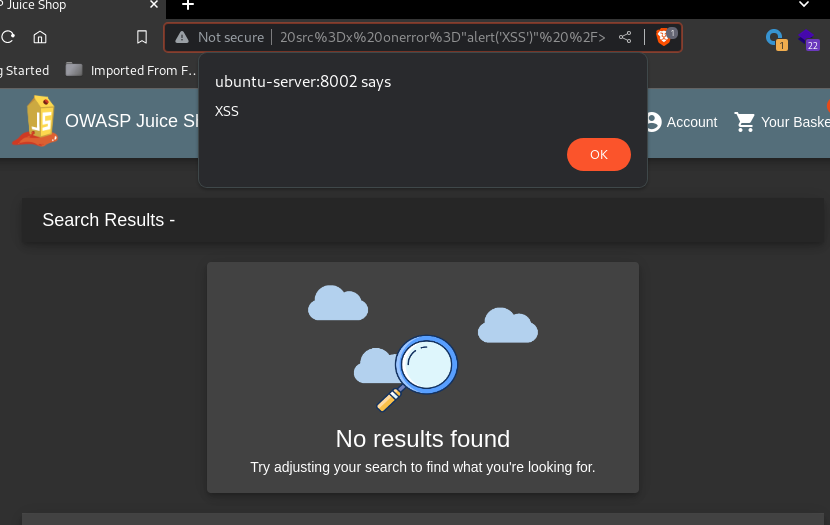 P Juice Shop
Not secure 20src%3Dx%20onerror%3D"alert('XSS')"%20%2F> 1
1 22
g Started Imported From F...
ubuntu-server:8002 says
XSS
OK
JS OWASP Juice Sh Account Your Baske
Search Results -
No results found
Try adjusting your search to find what you're looking for.